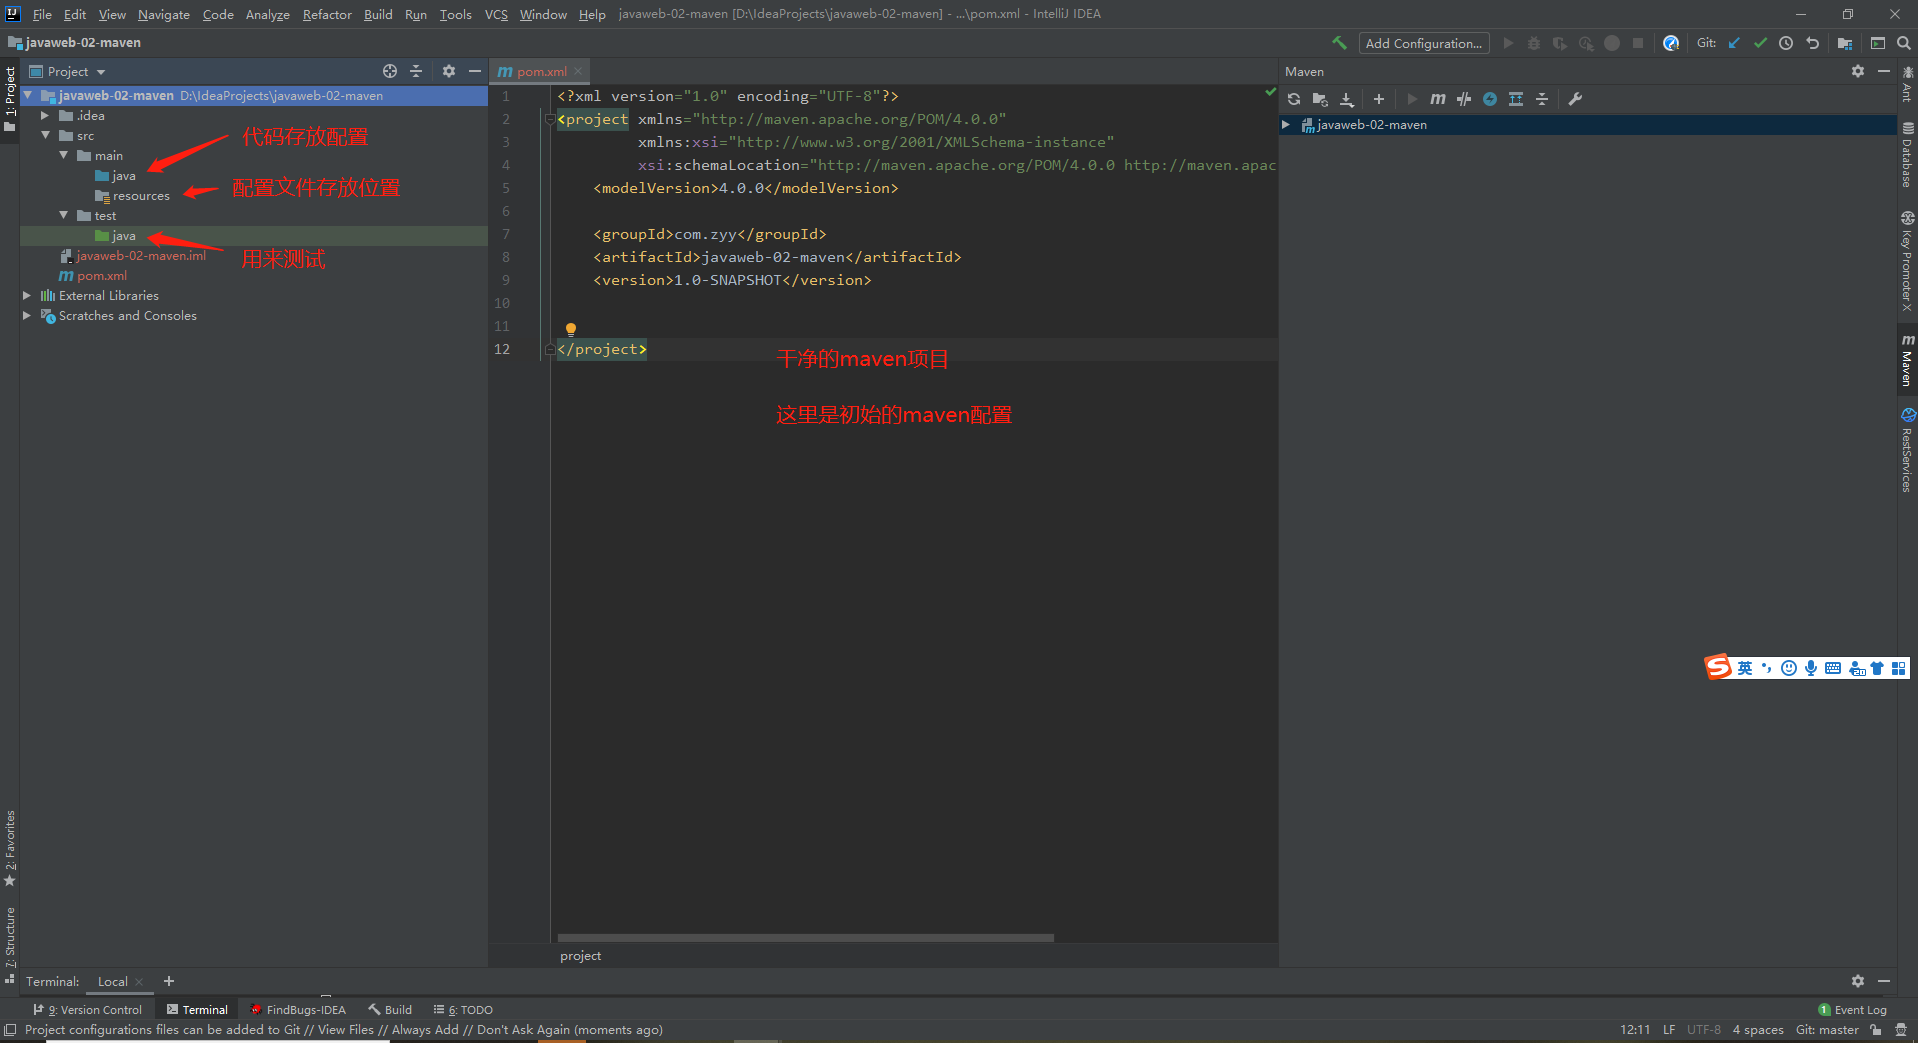 File Edit View Navigate Code Analyze Refactor Build Run Tools VCS Window Help javaweb-02-maven [D:\IdeaProjects\javaweb-02-maven] - ...\pom.xml - IntelliJ IDEA
javaweb-02-maven
Add Configuration...
Git:
1: Project
Project
javaweb-02-maven D:\IdeaProjects\javaweb-02-maven
.idea
src
main
java
resources
test
java
javaweb-02-maven.iml
pom.xml
External Libraries
Scratches and Consoles
代码存放配置
配置文件存放位置
用来测试
pom.xml
1 <?xml version="1.0" encoding="UTF-8"?>
2 <project xmlns="http://maven.apache.org/POM/4.0.0"
3 xmlns:xsi="http://www.w3.org/2001/XMLSchema-instance"
4 xsi:schemaLocation="http://maven.apache.org/POM/4.0.0 http://maven.apac
5 <modelVersion>4.0.0</modelVersion>
6
7 <groupId>com.zyy</groupId>
8 <artifactId>javaweb-02-maven</artifactId>
9 <version>1.0-SNAPSHOT</version>
10
11
12 </project>
干净的maven项目
这里是初始的maven配置
project
Maven
javaweb-02-maven
Ant
Database
Key Promoter X
Maven
RestServices
英
2: Favorites
7: Structure
Terminal: Local
9: Version Control Terminal FindBugs-IDEA Build 6: TODO
1 Event Log
Project configurations files can be added to Git // View Files // Always Add // Don't Ask Again (moments ago)
12:11 LF UTF-8 4 spaces Git: master